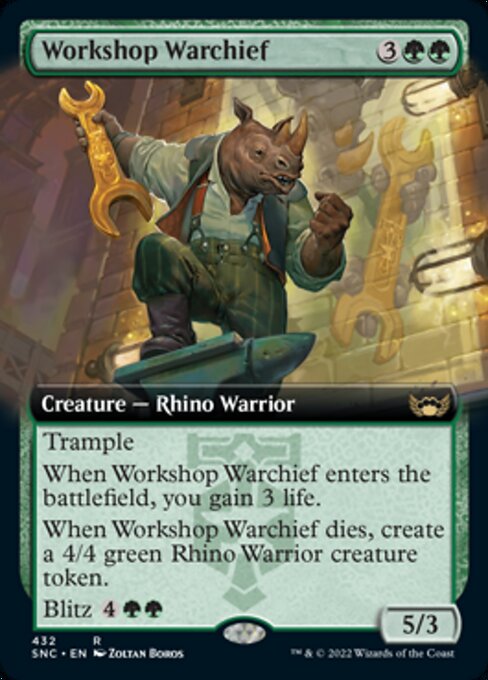 Workshop Warchief 3
Creature — Rhino Warrior
Trample
When Workshop Warchief enters the
battlefield, you gain 3 life.
When Workshop Warchief dies, create
a 4/4 green Rhino Warrior creature
token.
Blitz 4
5/3
432 R
SNC • EN Zoltan Boros
™ & © 2022 Wizards of the Coast